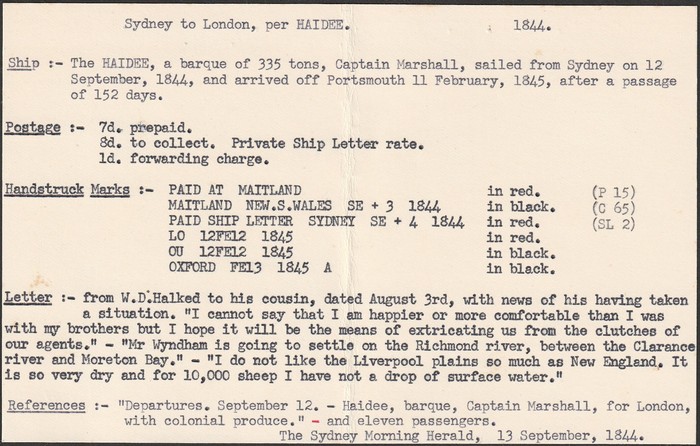 Sydney to London, per HAIDEE. 1844.
Ship :- The HAIDEE, a barque of 335 tons, Captain Marshall, sailed from Sydney on 12
September, 1844, and arrived off Portsmouth 11 February, 1845, after a passage
of 152 days.
Postage :- 7d. prepaid.
8d. to collect. Private Ship Letter rate.
1d. forwarding charge.
Handstruck Marks :- PAID AT MAITLAND in red. (P 15)
MAITLAND NEW.S.WALES SE + 3 1844 in black. (C 65)
PAID SHIP LETTER SYDNEY SE + 4 1844 in red. (SL 2)
LO 12FE12 1845 in red.
OU 12FE12 1845 in black.
OXFORD FE13 1845 A in black.
Letter :- from W.D.Halked to his cousin, dated August 3rd, with news of his having taken
a situation. "I cannot say that I am happier or more comfortable than I was
with my brothers but I hope it will be the means of extricating us from the clutches of
our agents." - "Mr Wyndham is going to settle on the Richmond river, between the Clarance
river and Moreton Bay." - "I do not like the Liverpool plains so much as New England. It
is so very dry and for 10,000 sheep I have not a drop of surface water."
References :- "Departures. September 12. - Haidee, barque, Captain Marshall, for London,
with colonial produce." - and eleven passengers.
The Sydney Morning Herald, 13 September, 1844.